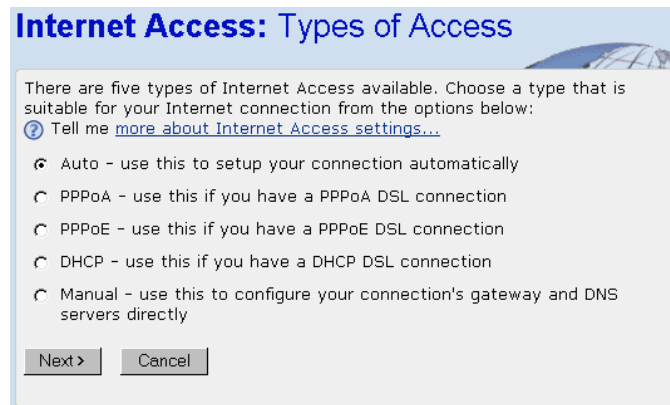 Internet Access: Types of Access
There are five types of Internet Access available. Choose a type that is
suitable for your Internet connection from the options below:
? Tell me more about Internet Access settings...
Auto - use this to setup your connection automatically
PPPoA - use this if you have a PPPoA DSL connection
PPPoE - use this if you have a PPPoE DSL connection
DHCP - use this if you have a DHCP DSL connection
Manual - use this to configure your connection's gateway and DNS
servers directly
Next > Cancel